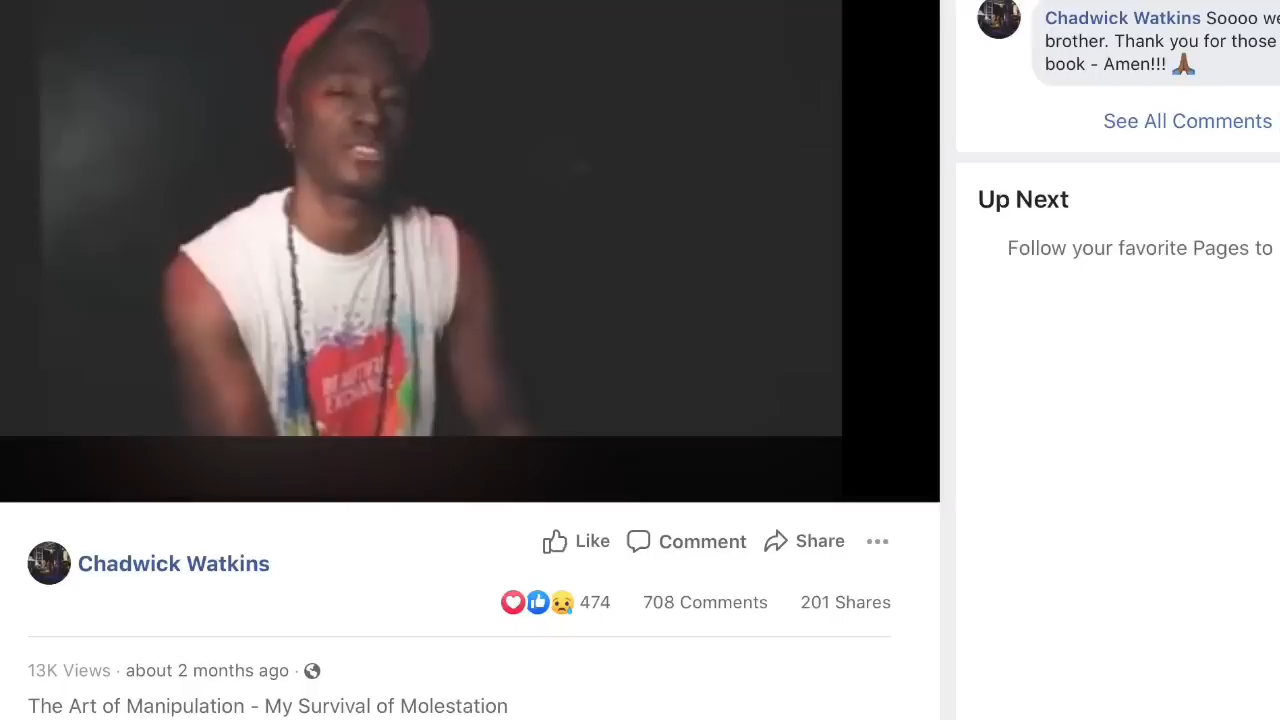 Chadwick Watkins Soooo we
brother. Thank you for those
book - Amen!!!
See All Comments
Up Next
Follow your favorite Pages to
BEAUTIFUL
EXCHANGE
Chadwick Watkins
Like Comment Share
474 708 Comments 201 Shares
13K Views · about 2 months ago ·
The Art of Manipulation - My Survival of Molestation